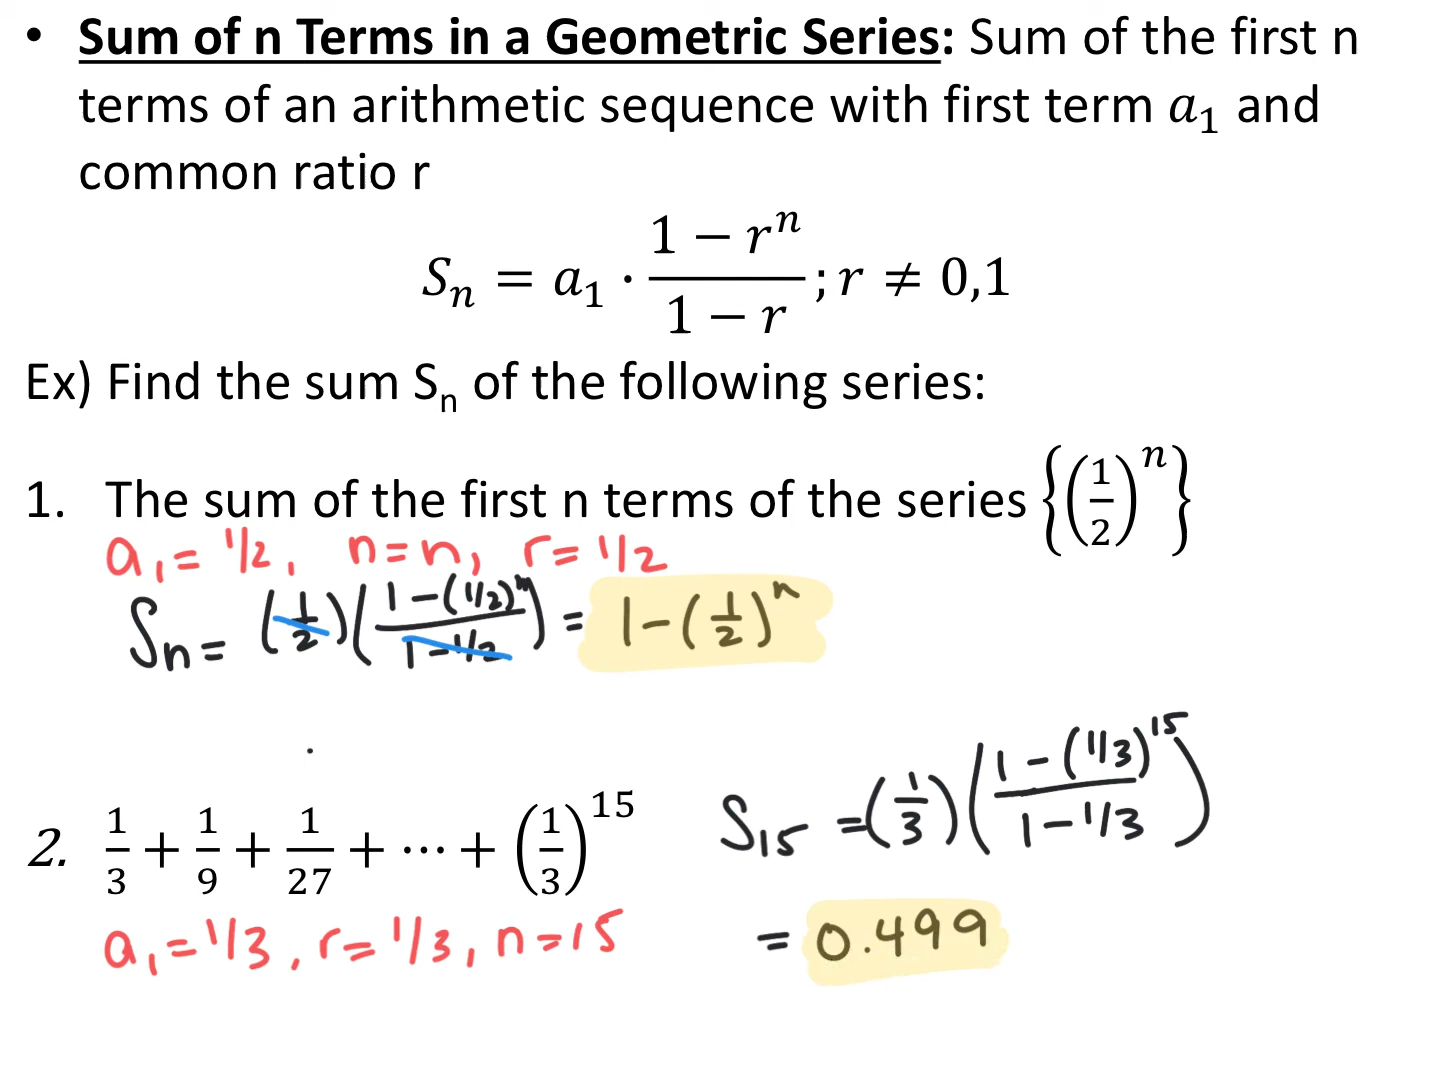 • Sum of n Terms in a Geometric Series: Sum of the first n
terms of an arithmetic sequence with first term a₁ and
common ratio r
Sₙ = a₁ · (1 − rⁿ)/(1 − r) ; r ≠ 0,1
Ex) Find the sum Sₙ of the following series:
1. The sum of the first n terms of the series {(1/2)ⁿ}
a₁ = 1/2, n = n, r = 1/2
Sₙ = (1/2)((1 − (1/2)ⁿ)/(1 − 1/2)) = 1 − (1/2)ⁿ
2. 1/3 + 1/9 + 1/27 + ⋯ + (1/3)¹⁵
S₁₅ = (1/3)((1 − (1/3)¹⁵)/(1 − 1/3))
a₁ = 1/3, r = 1/3, n = 15
= 0.499